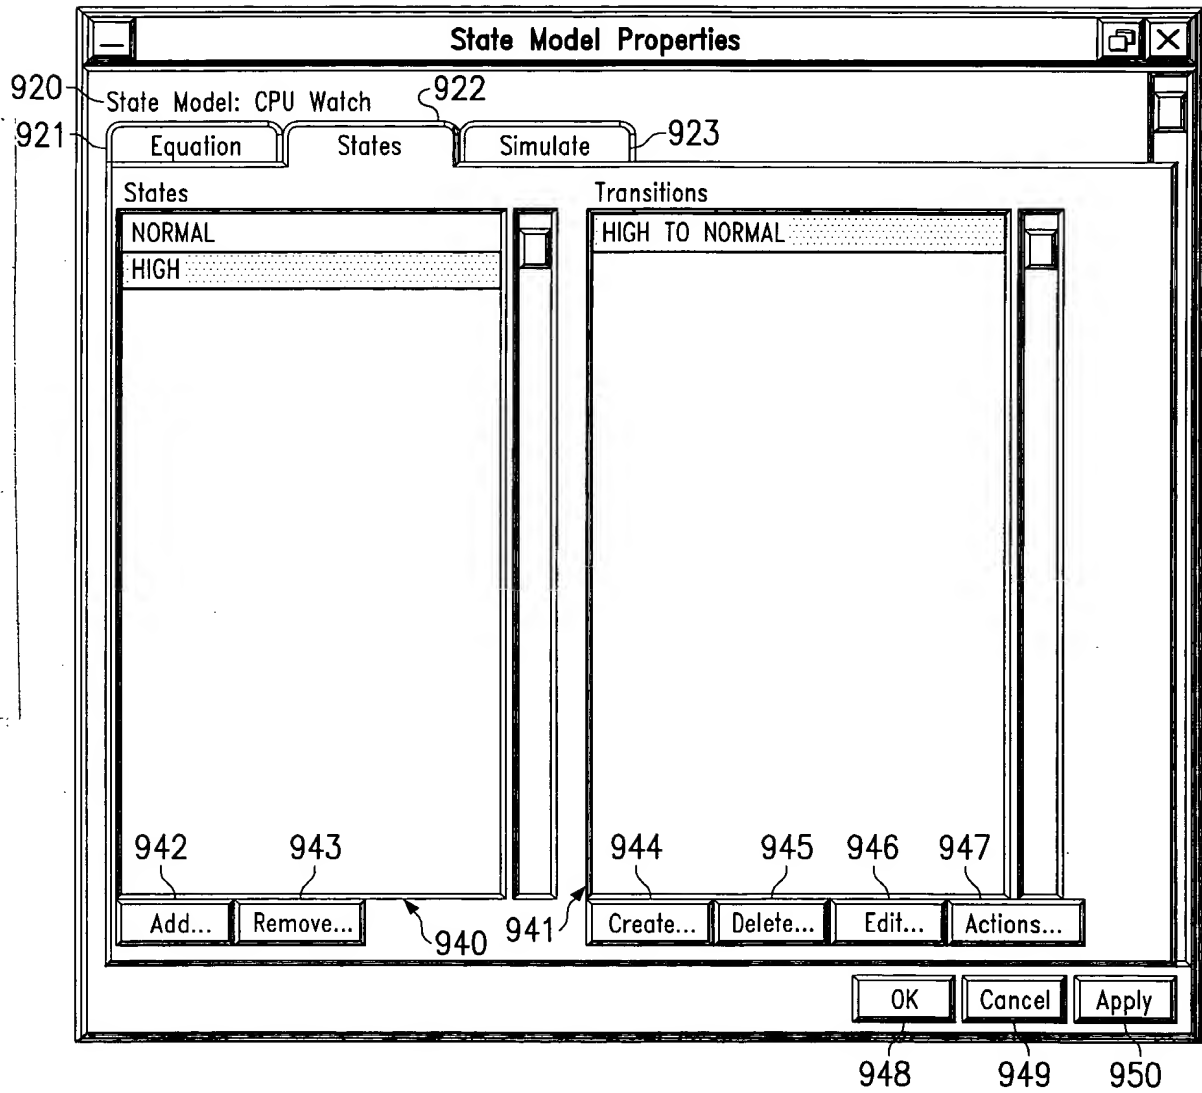 State Model Properties
920
State Model: CPU Watch
922
921
Equation
States
Simulate
923
States
Transitions
NORMAL
HIGH
HIGH TO NORMAL
942
943
944
945
946
947
Add...
Remove...
940
941
Create...
Delete...
Edit...
Actions...
OK
Cancel
Apply
948
949
950